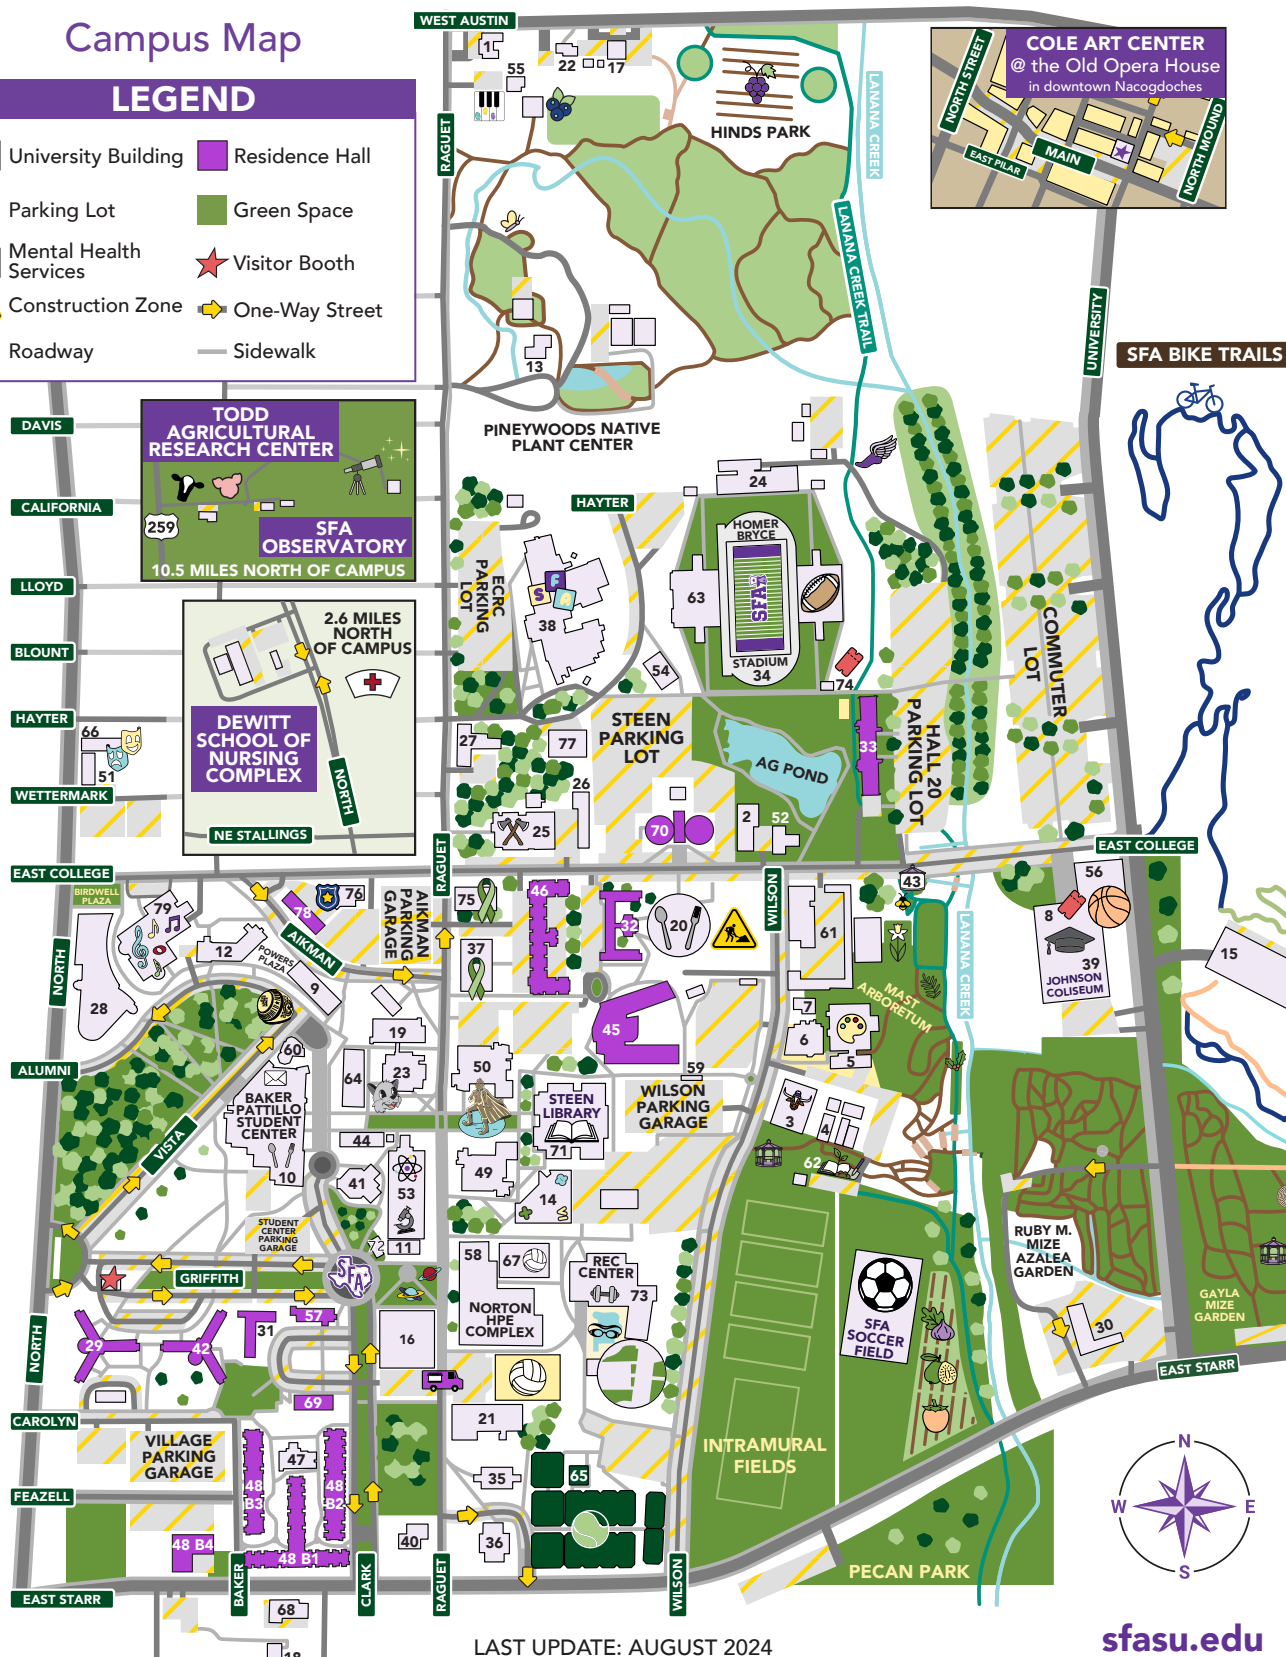 Campus Map
LEGEND
University Building
Residence Hall
Parking Lot
Green Space
Mental Health
Services
Visitor Booth
Construction Zone
One-Way Street
Roadway
Sidewalk
WEST AUSTIN
1
55
22
17
HINDS PARK
RAGUET
LANANA CREEK
LANANA CREEK TRAIL
COLE ART CENTER
@ the Old Opera House
in downtown Nacogdoches
NORTH STREET
EAST PILAR
MAIN
NORTH MOUND
UNIVERSITY
SFA BIKE TRAILS
13
PINEYWOODS NATIVE
PLANT CENTER
DAVIS
CALIFORNIA
LLOYD
BLOUNT
HAYTER
WETTERMARK
TODD
AGRICULTURAL
RESEARCH CENTER
259
SFA
OBSERVATORY
10.5 MILES NORTH OF CAMPUS
2.6 MILES
NORTH
OF CAMPUS
DEWITT
SCHOOL OF
NURSING
COMPLEX
NORTH
NE STALLINGS
66
51
HAYTER
24
HOMER
BRYCE
SFA
STADIUM
34
63
74
ECRC
PARKING
LOT
S
F
A
38
54
COMMUTER
LOT
27
77
26
25
STEEN
PARKING
LOT
AG POND
33
HALL 20
PARKING LOT
70
2
52
EAST COLLEGE
EAST COLLEGE
RAGUET
BIRDWELL
PLAZA
79
78
76
AIKMAN
PARKING
GARAGE
AIKMAN
12
POWERS
PLAZA
9
28
NORTH
75
37
46
32
20
WILSON
61
43
LANANA CREEK
56
8
39
JOHNSON
COLISEUM
15
MAST
ARBORETUM
7
6
5
45
19
23
64
50
60
BAKER
PATTILLO
STUDENT
CENTER
10
ALUMNI
VISTA
STEEN
LIBRARY
71
59
WILSON
PARKING
GARAGE
3
4
62
44
41
53
49
14
11
72
STUDENT
CENTER
PARKING
GARAGE
GRIFFITH
SFA
58
67
NORTON
HPE
COMPLEX
REC
CENTER
73
RUBY M.
MIZE
AZALEA
GARDEN
GAYLA
MIZE
GARDEN
SFA
SOCCER
FIELD
30
EAST STARR
29
42
31
57
16
NORTH
69
CAROLYN
VILLAGE
PARKING
GARAGE
47
48
B3
48
B2
21
35
65
INTRAMURAL
FIELDS
FEAZELL
48 B4
48 B1
40
36
BAKER
CLARK
RAGUET
WILSON
PECAN PARK
N
W
E
S
EAST STARR
68
18
LAST UPDATE: AUGUST 2024
sfasu.edu